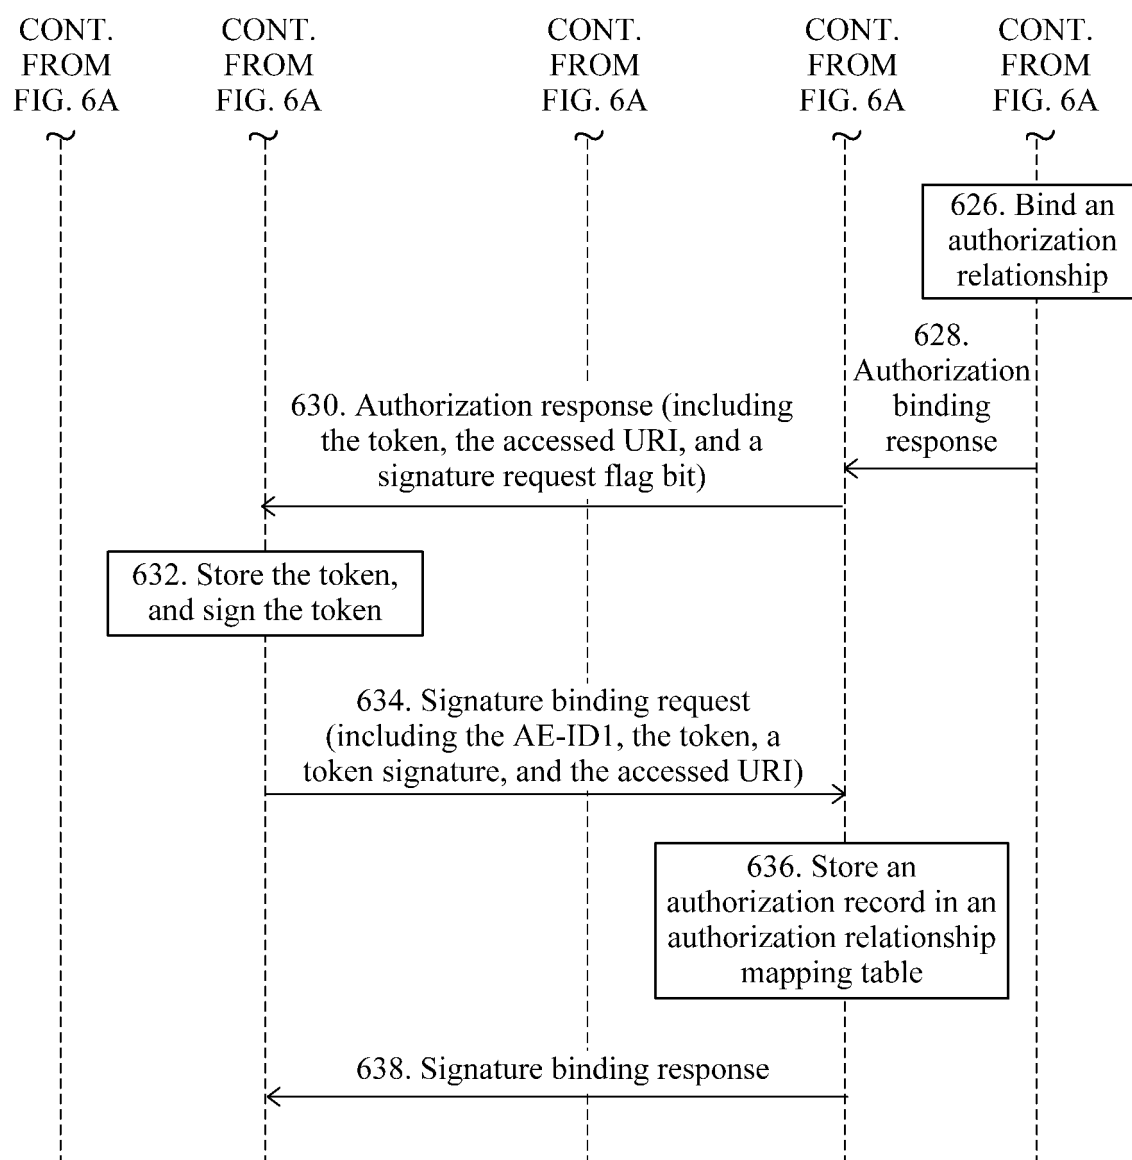 CONT.
FROM
FIG. 6A
CONT.
FROM
FIG. 6A
CONT.
FROM
FIG. 6A
CONT.
FROM
FIG. 6A
CONT.
FROM
FIG. 6A
626. Bind an
authorization
relationship
628.
Authorization
binding
response
630. Authorization response (including
the token, the accessed URI, and a
signature request flag bit)
632. Store the token,
and sign the token
634. Signature binding request
(including the AE-ID1, the token, a
token signature, and the accessed URI)
636. Store an
authorization record in an
authorization relationship
mapping table
638. Signature binding response